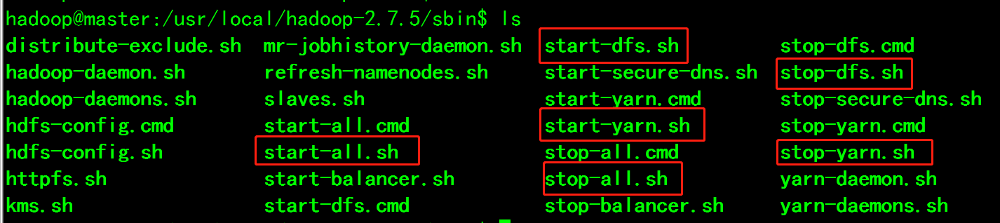 hadoop@master:/usr/local/hadoop-2.7.5/sbin$ ls
distribute-exclude.sh  mr-jobhistory-daemon.sh  start-dfs.sh  stop-dfs.cmd
hadoop-daemon.sh  refresh-namenodes.sh  start-secure-dns.sh  stop-dfs.sh
hadoop-daemons.sh  slaves.sh  start-yarn.cmd  stop-secure-dns.sh
hdfs-config.cmd  start-all.cmd  start-yarn.sh  stop-yarn.cmd
hdfs-config.sh  start-all.sh  stop-all.cmd  stop-yarn.sh
httpfs.sh  start-balancer.sh  stop-all.sh  yarn-daemon.sh
kms.sh  start-dfs.cmd  stop-balancer.sh  yarn-daemons.sh